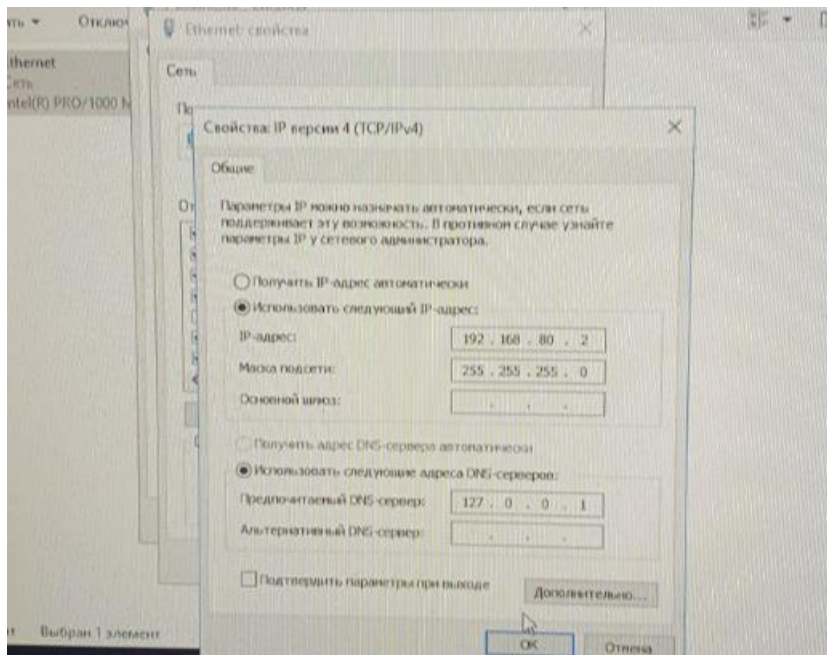 Отклю
Ethernet: свойства
thernet
Сеть
ntel(R) PRO/1000 M
Сеть
По
Свойства: IP версии 4 (TCP/IPv4)
Общие
От
Параметры IP можно назначать автоматически, если сеть
поддерживает эту возможность. В противном случае узнайте
параметры IP у сетевого администратора.
Получить IP-адрес автоматически
Использовать следующий IP-адрес:
IP-адрес: 192 . 168 . 80 . 2
Маска подсети: 255 . 255 . 255 . 0
Основной шлюз: . . .
Получить адрес DNS-сервера автоматически
Использовать следующие адреса DNS-серверов:
Предпочитаемый DNS-сервер: 127 . 0 . 0 . 1
Альтернативный DNS-сервер: . . .
Подтвердить параметры при выходе
Дополнительно...
Выбран 1 элемент
OK Отмена